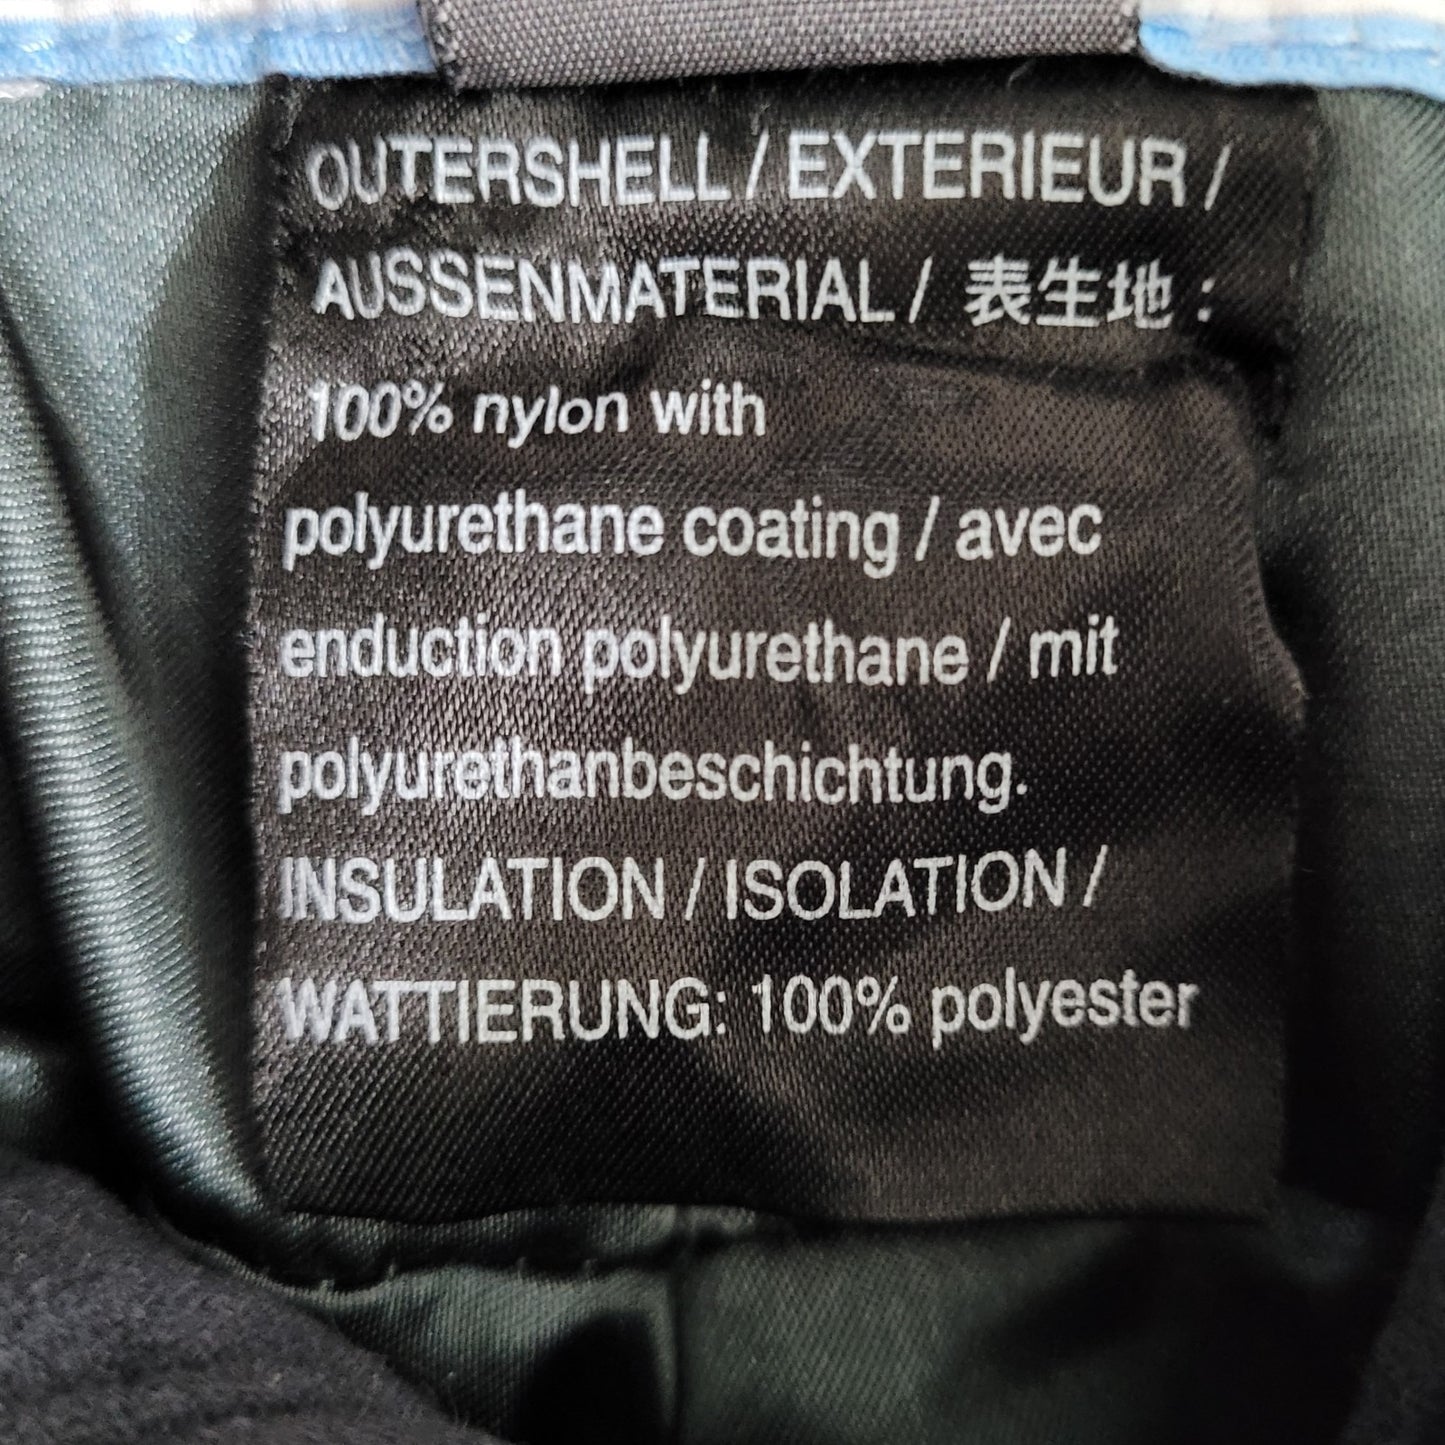 OUTERSHELL / EXTERIEUR /
AUSSENMATERIAL / 表生地 :
100% nylon with
polyurethane coating / avec
enduction polyurethane / mit
polyurethanbeschichtung.
INSULATION / ISOLATION /
WATTIERUNG: 100% polyester